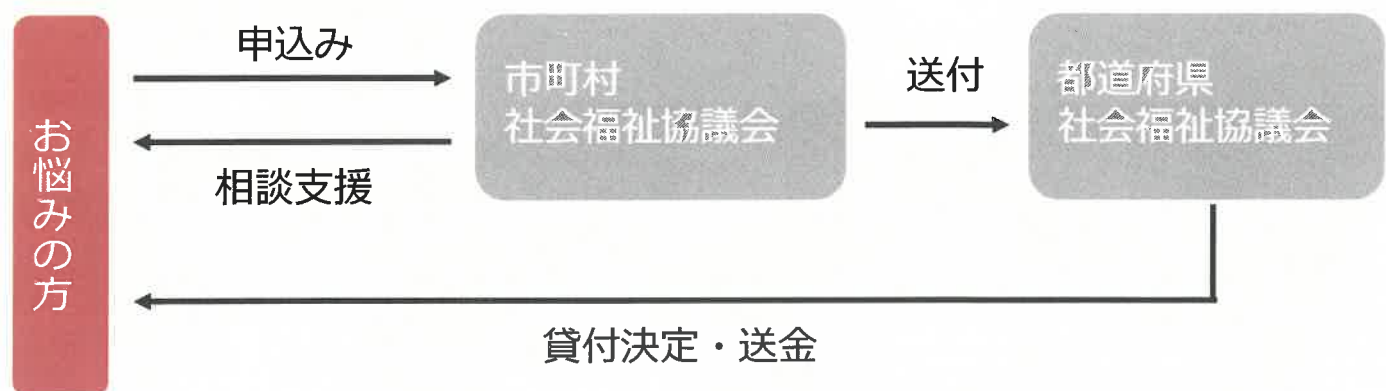 お悩みの方
申込み
相談支援
市町村
社会福祉協議会
送付
都道府県
社会福祉協議会
貸付決定・送金